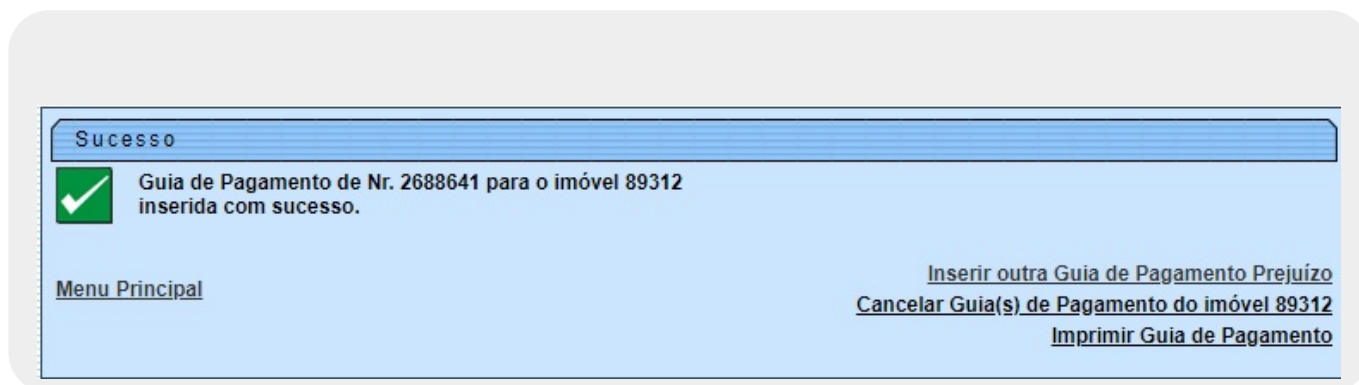 Sucesso
Guia de Pagamento de Nr. 2688641 para o imóvel 89312
inserida com sucesso.
Menu Principal
Inserir outra Guia de Pagamento Prejuízo
Cancelar Guia(s) de Pagamento do imóvel 89312
Imprimir Guia de Pagamento